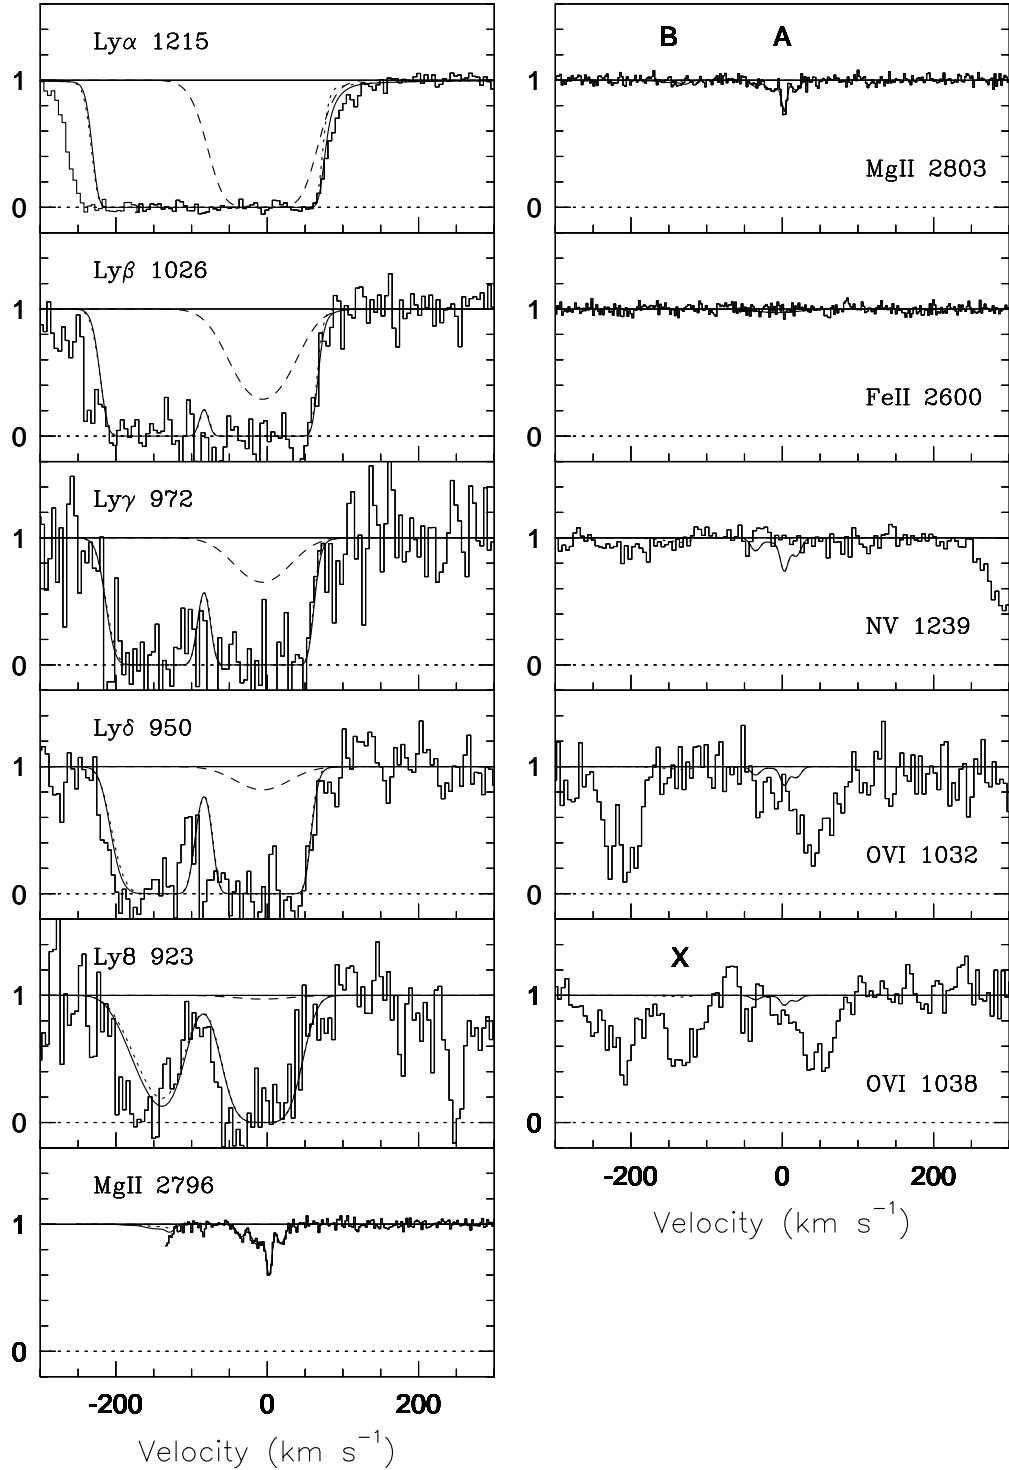 Lyα 1215
1
0
Lyβ 1026
1
0
Lyγ 972
1
0
Lyδ 950
1
0
Ly8 923
1
0
MgII 2796
1
0
-200 0 200
Velocity (km s⁻¹)
B A
1
MgII 2803
0
1
FeII 2600
0
1
NV 1239
0
1
OVI 1032
0
X
1
OVI 1038
0
-200 0 200
Velocity (km s⁻¹)